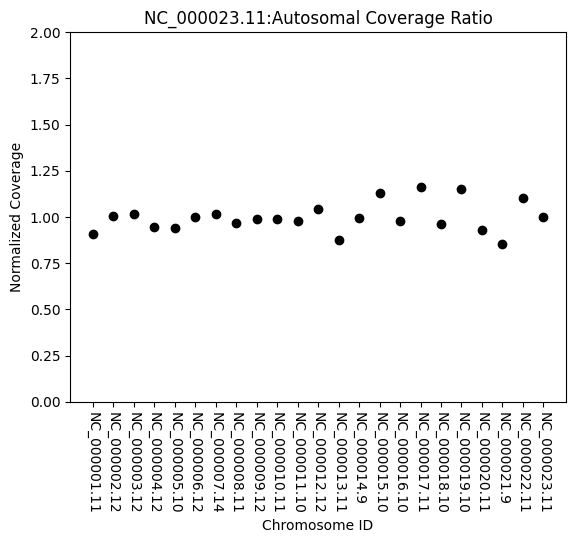 NC_000023.11:Autosomal Coverage Ratio
2.00
1.75
1.50
1.25
1.00
0.75
0.50
0.25
0.00
Normalized Coverage
NC_000001.11
NC_000002.12
NC_000003.12
NC_000004.12
NC_000005.10
NC_000006.12
NC_000007.14
NC_000008.11
NC_000009.12
NC_000010.11
NC_000011.10
NC_000012.12
NC_000013.11
NC_000014.9
NC_000015.10
NC_000016.10
NC_000017.11
NC_000018.10
NC_000019.10
NC_000020.11
NC_000021.9
NC_000022.11
NC_000023.11
Chromosome ID